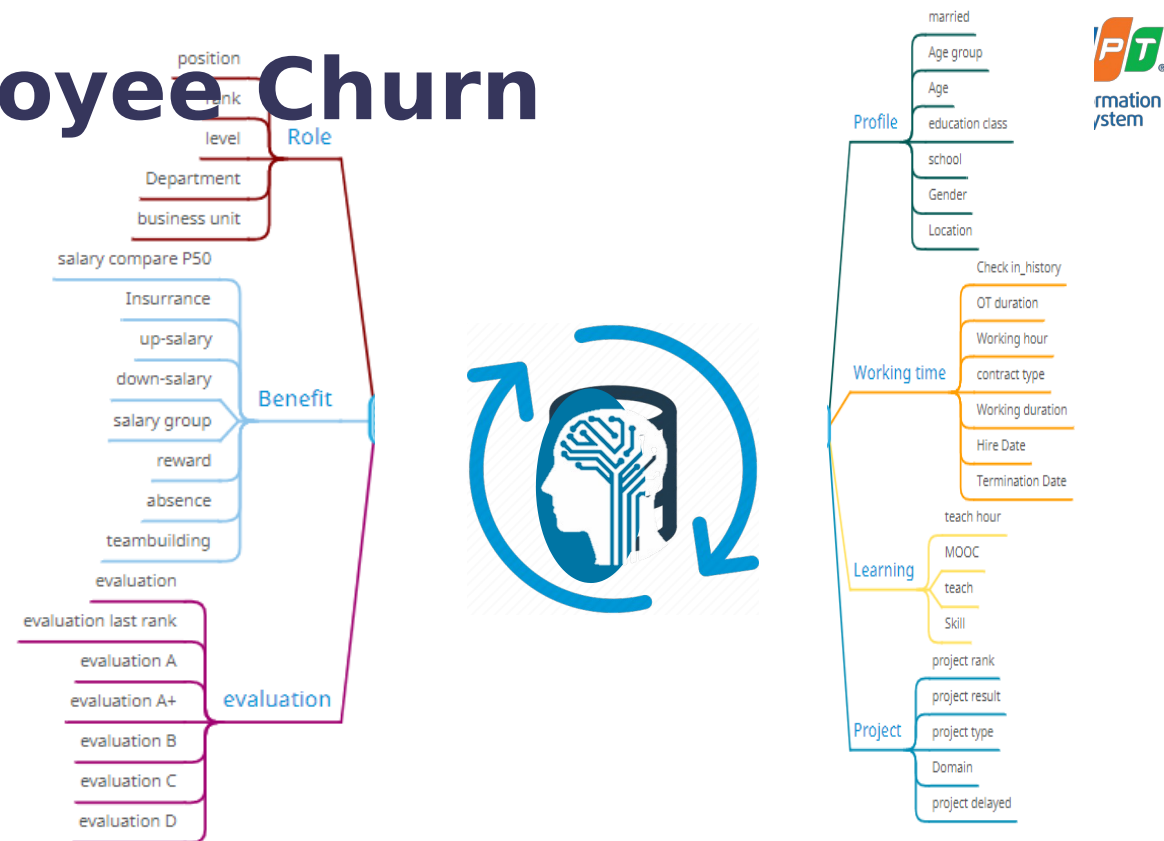 oyee Churn
position
rank
level
Department
business unit
Role
salary compare P50
Insurrance
up-salary
down-salary
salary group
reward
absence
teambuilding
Benefit
evaluation
evaluation last rank
evaluation A
evaluation A+
evaluation B
evaluation C
evaluation D
evaluation
married
Age group
Age
education class
school
Gender
Location
Profile
Check in_history
OT duration
Working hour
contract type
Working duration
Hire Date
Termination Date
Working time
teach hour
MOOC
teach
Skill
Learning
project rank
project result
project type
Domain
project delayed
Project
PT®
rmation
ystem